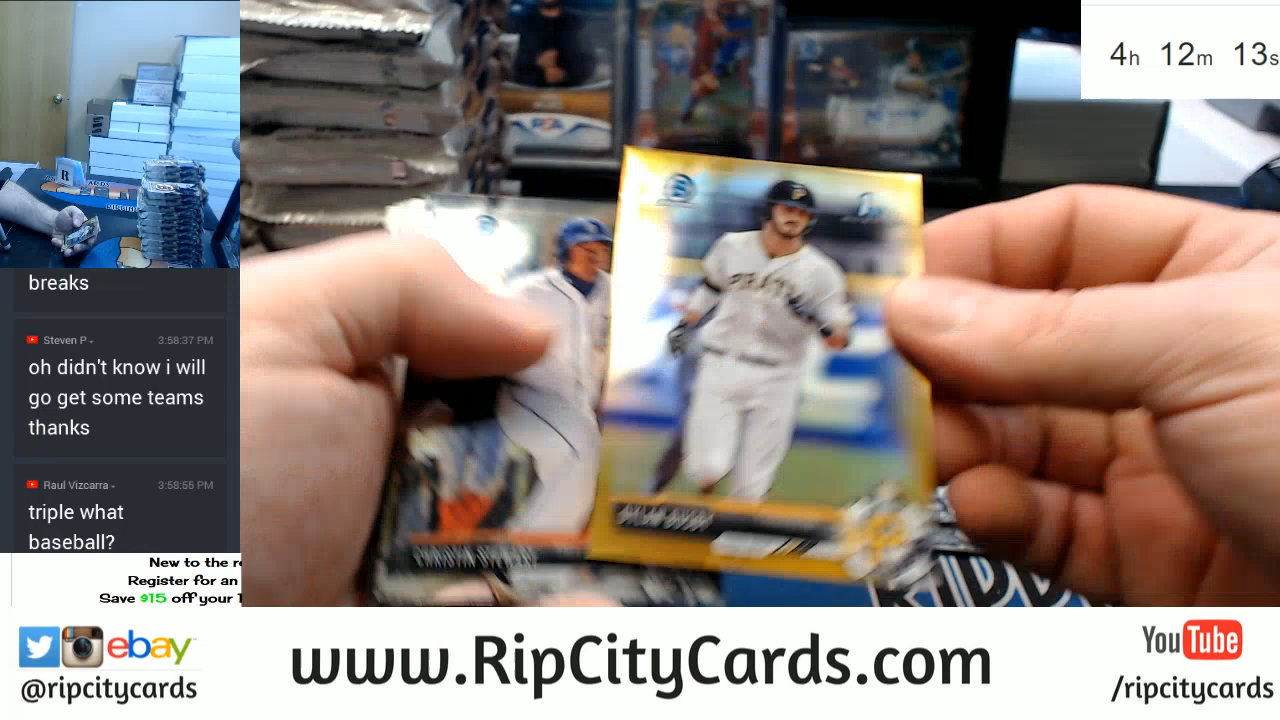 4h 12m 13s
breaks
Steven P
3:58:37 PM
oh didn't know i will
go get some teams
thanks
Raul Vizcarra
3:58:55 PM
triple what
baseball?
New to the
Register for an
Save $15 off your
ebay
@ripcitycards
www.RipCityCards.com
YouTube
/ripcitycards
PSA
R